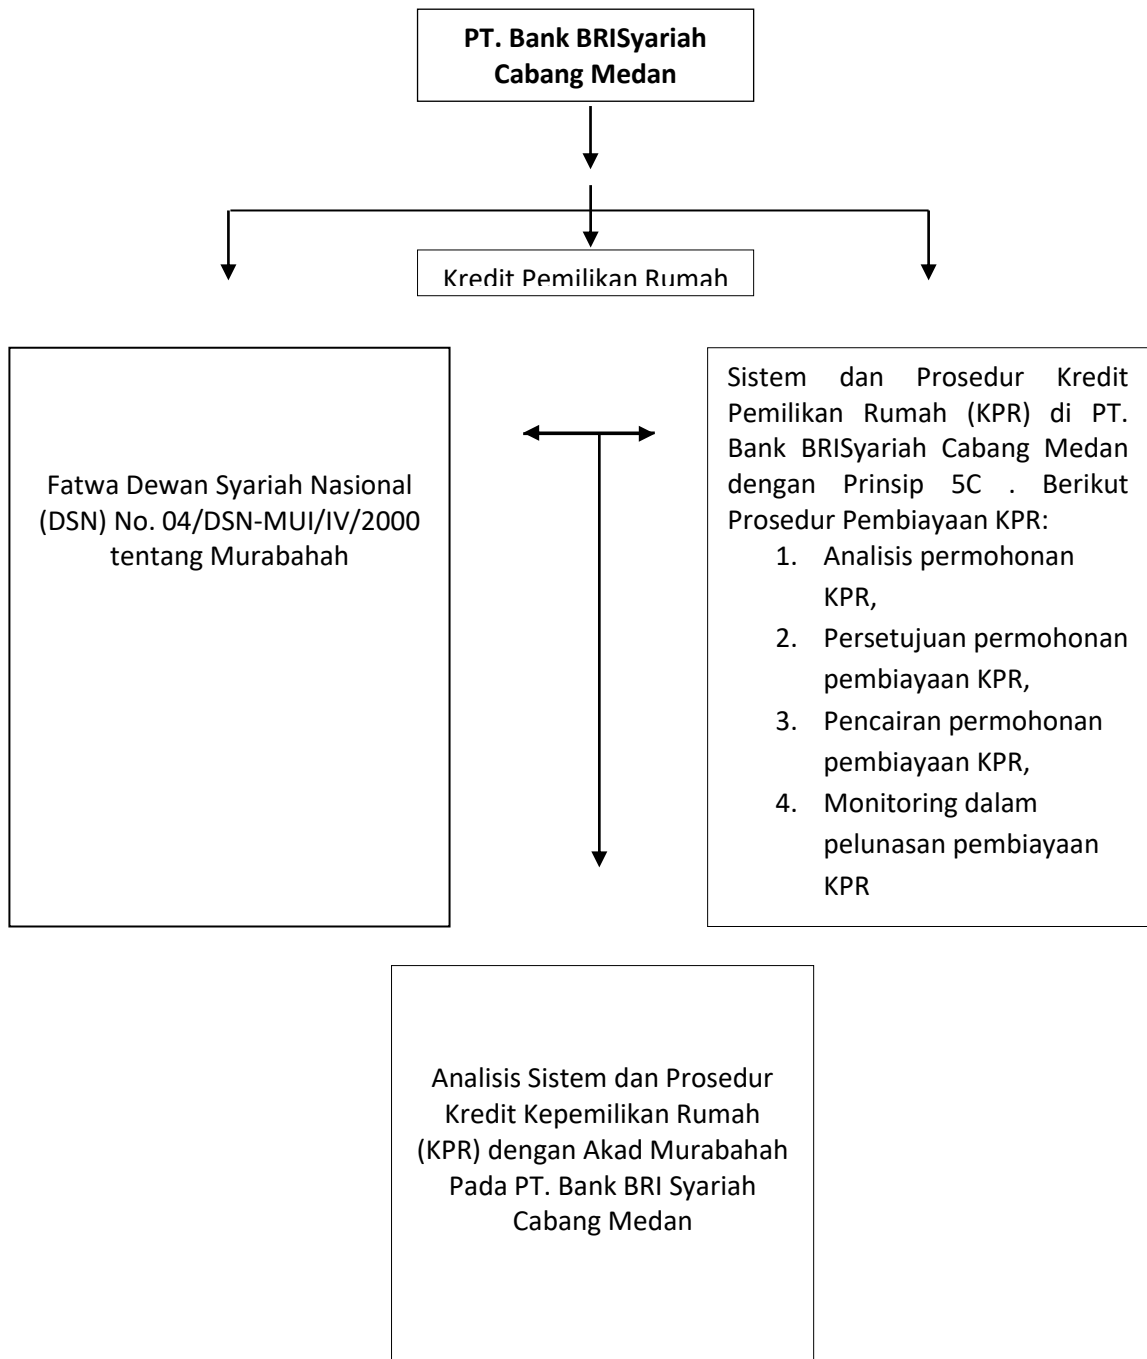 PT. Bank BRISyariah
Cabang Medan
Kredit Pemilikan Rumah
Fatwa Dewan Syariah Nasional
(DSN) No. 04/DSN-MUI/IV/2000
tentang Murabahah
Sistem dan Prosedur Kredit
Pemilikan Rumah (KPR) di PT.
Bank BRISyariah Cabang Medan
dengan Prinsip 5C . Berikut
Prosedur Pembiayaan KPR:
1. Analisis permohonan
KPR,
2. Persetujuan permohonan
pembiayaan KPR,
3. Pencairan permohonan
pembiayaan KPR,
4. Monitoring dalam
pelunasan pembiayaan
KPR
Analisis Sistem dan Prosedur
Kredit Kepemilikan Rumah
(KPR) dengan Akad Murabahah
Pada PT. Bank BRI Syariah
Cabang Medan